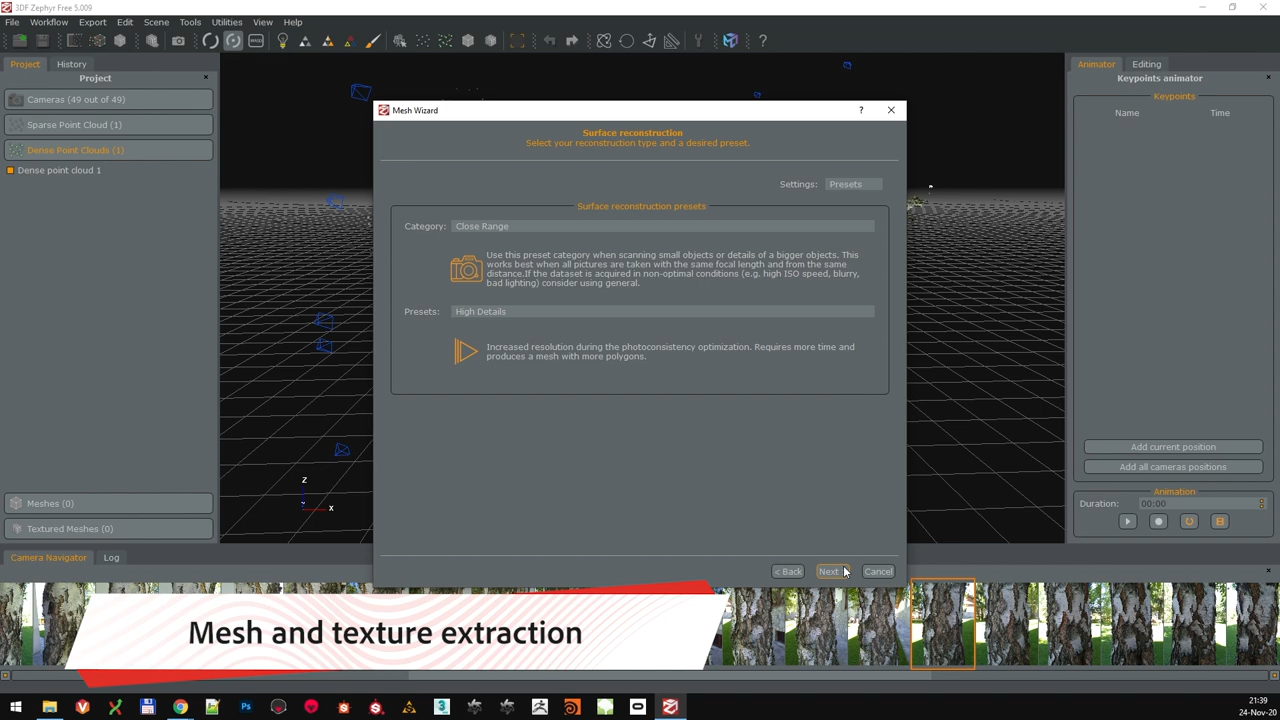 3DF Zephyr Free 5.009
File Workflow Export Edit Scene Tools Utilities View Help
Project History
Project
Cameras (49 out of 49)
Sparse Point Cloud (1)
Dense Point Clouds (1)
Dense point cloud 1
Meshes (0)
Textured Meshes (0)
Z
X
Mesh Wizard
?
Surface reconstruction
Select your reconstruction type and a desired preset.
Settings: Presets
Surface reconstruction presets
Category: Close Range
Use this preset category when scanning small objects or details of a bigger objects. This
works best when all pictures are taken with the same focal length and from the same
distance.If the dataset is acquired in non-optimal conditions (e.g. high ISO speed, blurry,
bad lighting) consider using general.
Presets: High Details
Increased resolution during the photoconsistency optimization. Requires more time and
produces a mesh with more polygons.
< Back Next Cancel
Animator Editing
Keypoints animator
Keypoints
Name Time
Add current position
Add all cameras positions
Animation
Duration: 00:00
Camera Navigator Log
Mesh and texture extraction
21:39
24-Nov-20